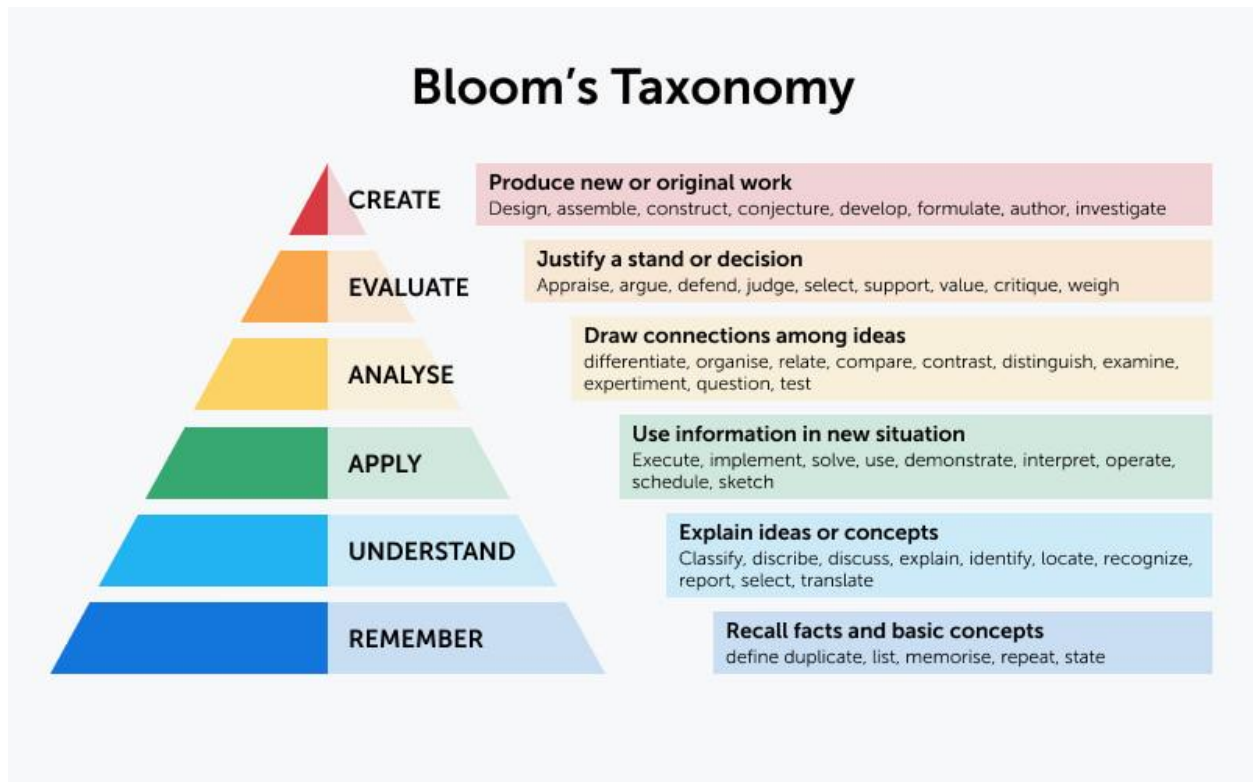 Bloom's Taxonomy
CREATE
Produce new or original work
Design, assemble, construct, conjecture, develop, formulate, author, investigate
EVALUATE
Justify a stand or decision
Appraise, argue, defend, judge, select, support, value, critique, weigh
ANALYSE
Draw connections among ideas
differentiate, organise, relate, compare, contrast, distinguish, examine,
expertiment, question, test
APPLY
Use information in new situation
Execute, implement, solve, use, demonstrate, interpret, operate,
schedule, sketch
UNDERSTAND
Explain ideas or concepts
Classify, discribe, discuss, explain, identify, locate, recognize,
report, select, translate
REMEMBER
Recall facts and basic concepts
define duplicate, list, memorise, repeat, state